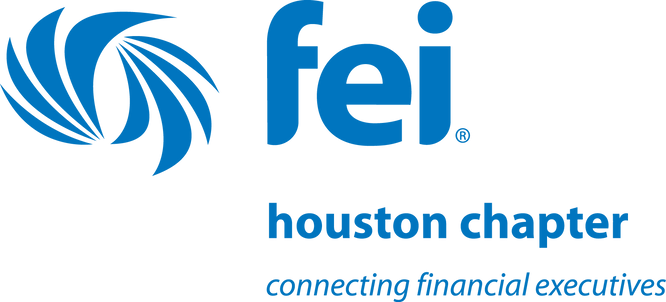 fei®
houston chapter
connecting financial executives